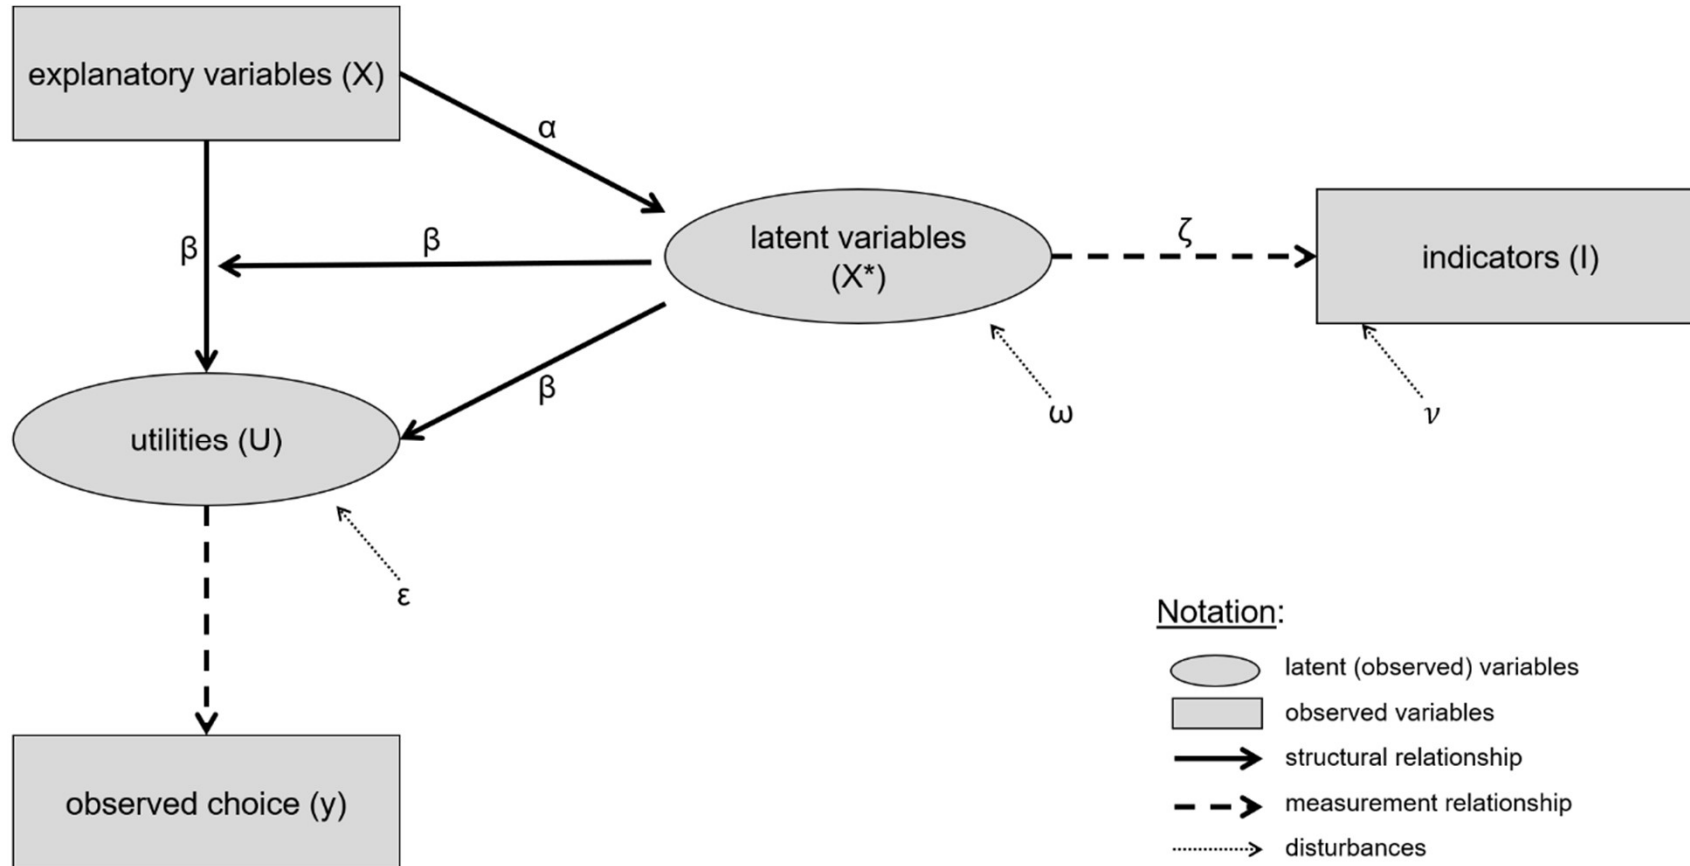 explanatory variables (X)
α
β
β
latent variables
(X*)
ζ
indicators (I)
β
ω
ν
utilities (U)
ε
observed choice (y)
Notation:
latent (observed) variables
observed variables
structural relationship
measurement relationship
disturbances